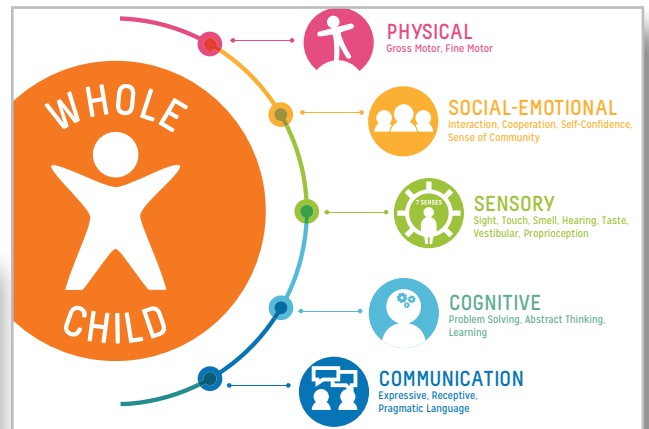 WHOLE
CHILD
PHYSICAL
Gross Motor, Fine Motor
SOCIAL-EMOTIONAL
Interaction, Cooperation, Self-Confidence,
Sense of Community
7 SENSES
SENSORY
Sight, Touch, Smell, Hearing, Taste,
Vestibular, Proprioception
COGNITIVE
Problem Solving, Abstract Thinking,
Learning
COMMUNICATION
Expressive, Receptive,
Pragmatic Language